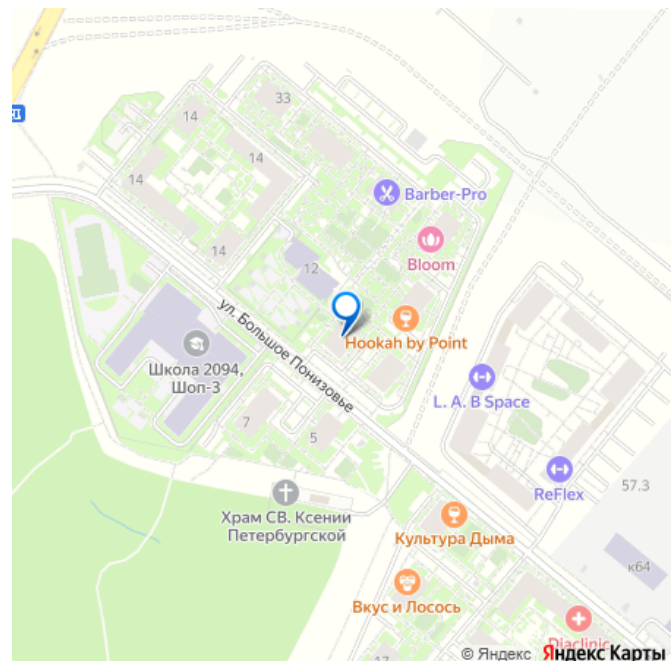 33
14
14
14
14
Barber-Pro
Bloom
12
Hookah by Point
ул. Большое Понизовье
Школа 2094,
Шоп-3
L. A. B Space
7
5
ReFlex
57.3
Храм СВ. Ксении
Петербургской
Культура Дыма
к64
Вкус и Лосось
Diaclinic
17
© Яндекс Яндекс Карты